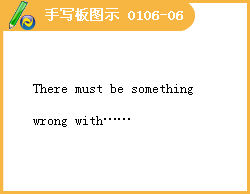 手写板图示 0106-06
There must be something
wrong with……